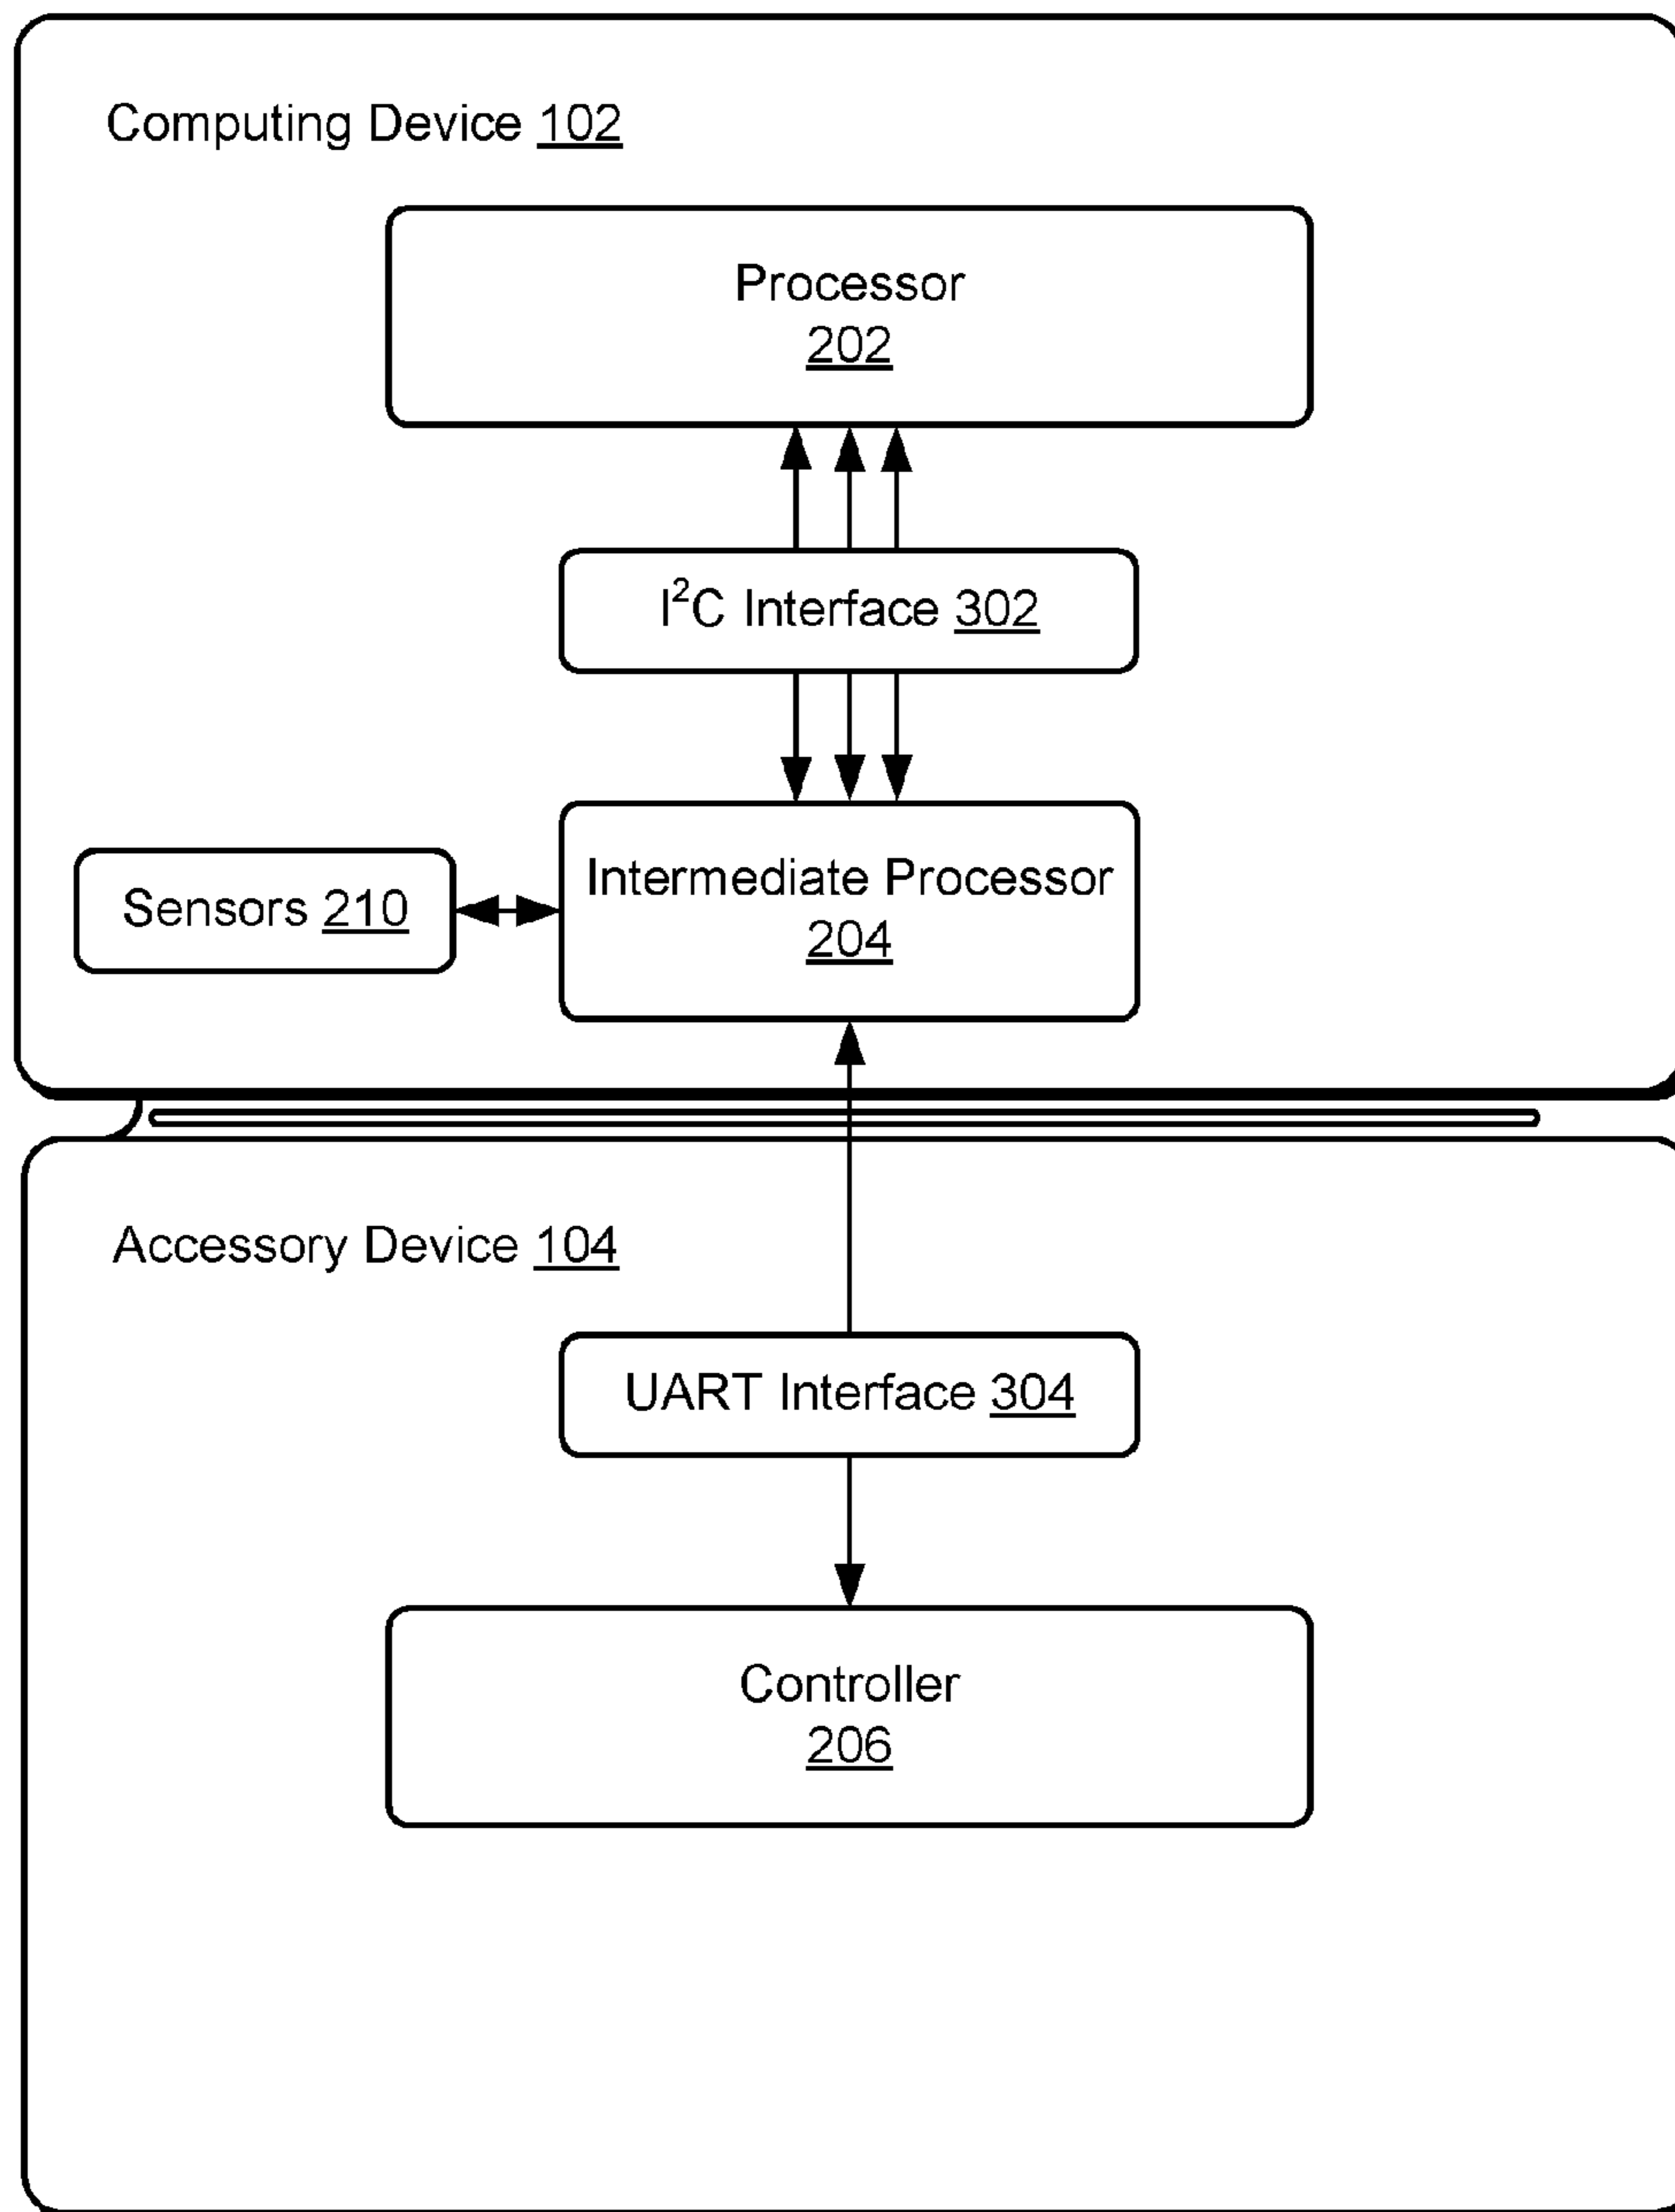 Computing Device 102
Processor
202
I²C Interface 302
Intermediate Processor
204
Sensors 210
Accessory Device 104
UART Interface 304
Controller
206